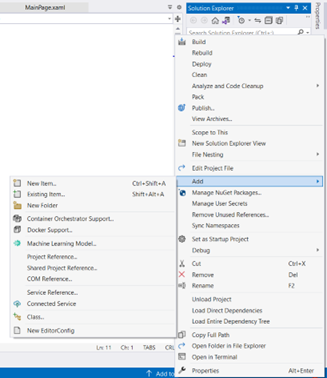 MainPage.xaml
Solution Explorer
Properties
Search Solution Explorer (Ctrl+;)
Build
Rebuild
Deploy
Clean
Analyze and Code Cleanup
Pack
Publish...
View Archives...
Scope to This
New Solution Explorer View
File Nesting
Edit Project File
Add
Manage NuGet Packages...
Manage User Secrets
Remove Unused References...
Sync Namespaces
Set as Startup Project
Debug
Cut Ctrl+X
Remove Del
Rename F2
Unload Project
Load Direct Dependencies
Load Entire Dependency Tree
Copy Full Path
Open Folder in File Explorer
Open in Terminal
Properties Alt+Enter
New Item... Ctrl+Shift+A
Existing Item... Shift+Alt+A
New Folder
Container Orchestrator Support...
Docker Support...
Machine Learning Model...
Project Reference...
Shared Project Reference...
COM Reference...
Service Reference...
Connected Service
Class...
New EditorConfig
Ln: 11 Ch: 1 TABS
Add to